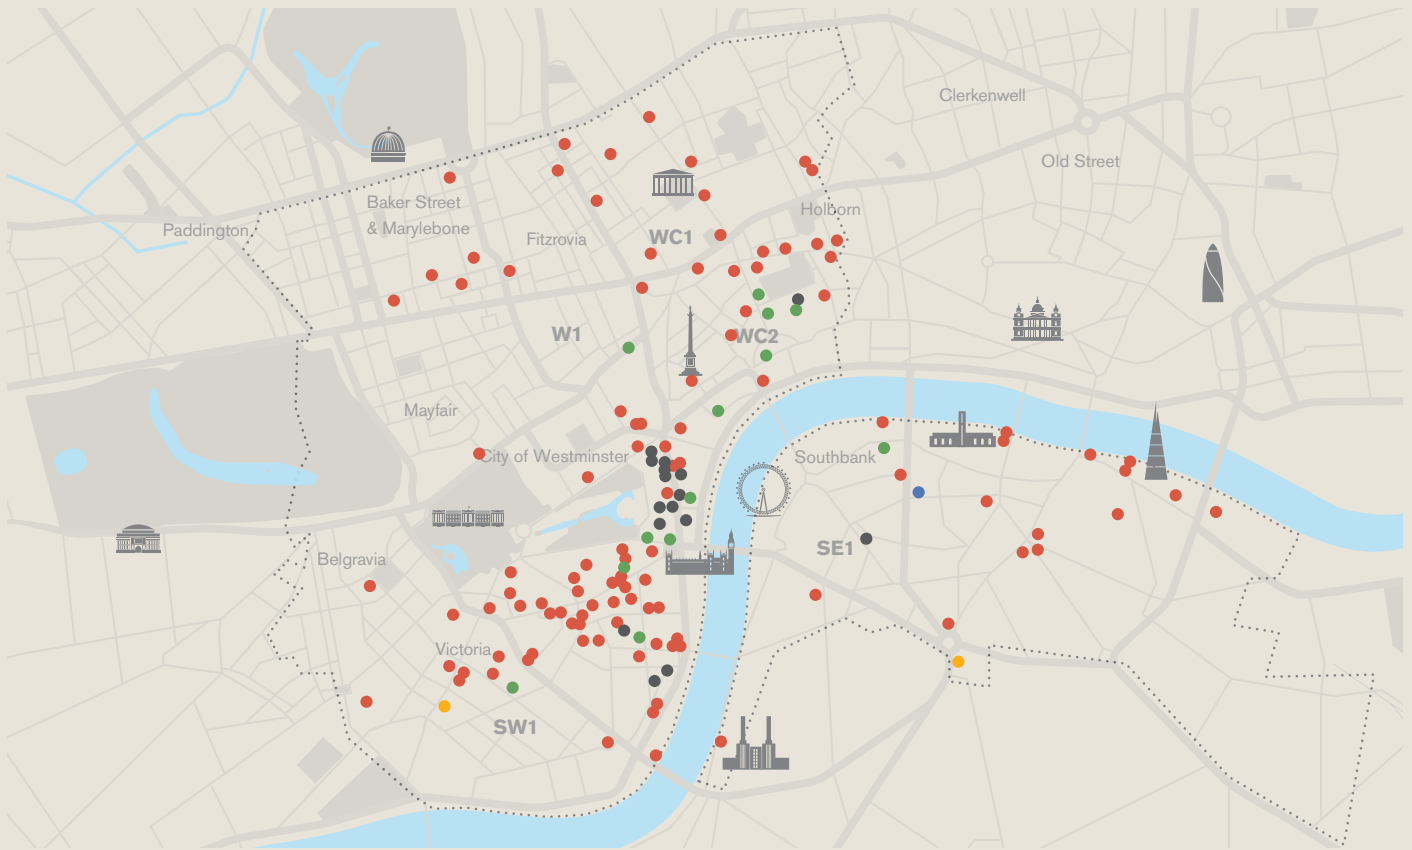 Clerkenwell
Old Street
Baker Street
& Marylebone
Paddington
Fitzrovia
WC1
Holborn
W1
WC2
Mayfair
City of Westminster
Southbank
Belgravia
SE1
Victoria
SW1